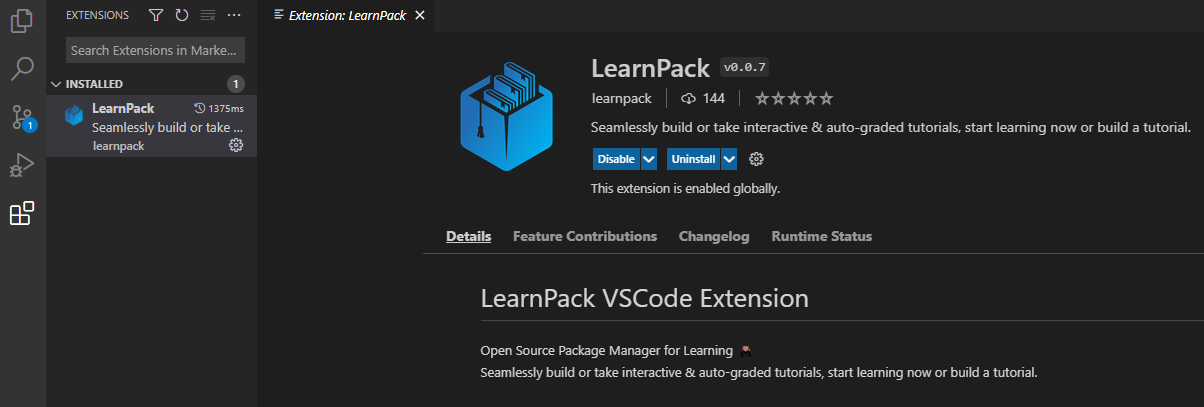 EXTENSIONS
Extension: LearnPack
Search Extensions in Marke...
INSTALLED
1
LearnPack
1375ms
Seamlessly build or take ...
learnpack
1
LearnPack
v0.0.7
learnpack
144
Seamlessly build or take interactive & auto-graded tutorials, start learning now or build a tutorial.
Disable
Uninstall
This extension is enabled globally.
Details
Feature Contributions
Changelog
Runtime Status
LearnPack VSCode Extension
Open Source Package Manager for Learning
Seamlessly build or take interactive & auto-graded tutorials, start learning now or build a tutorial.